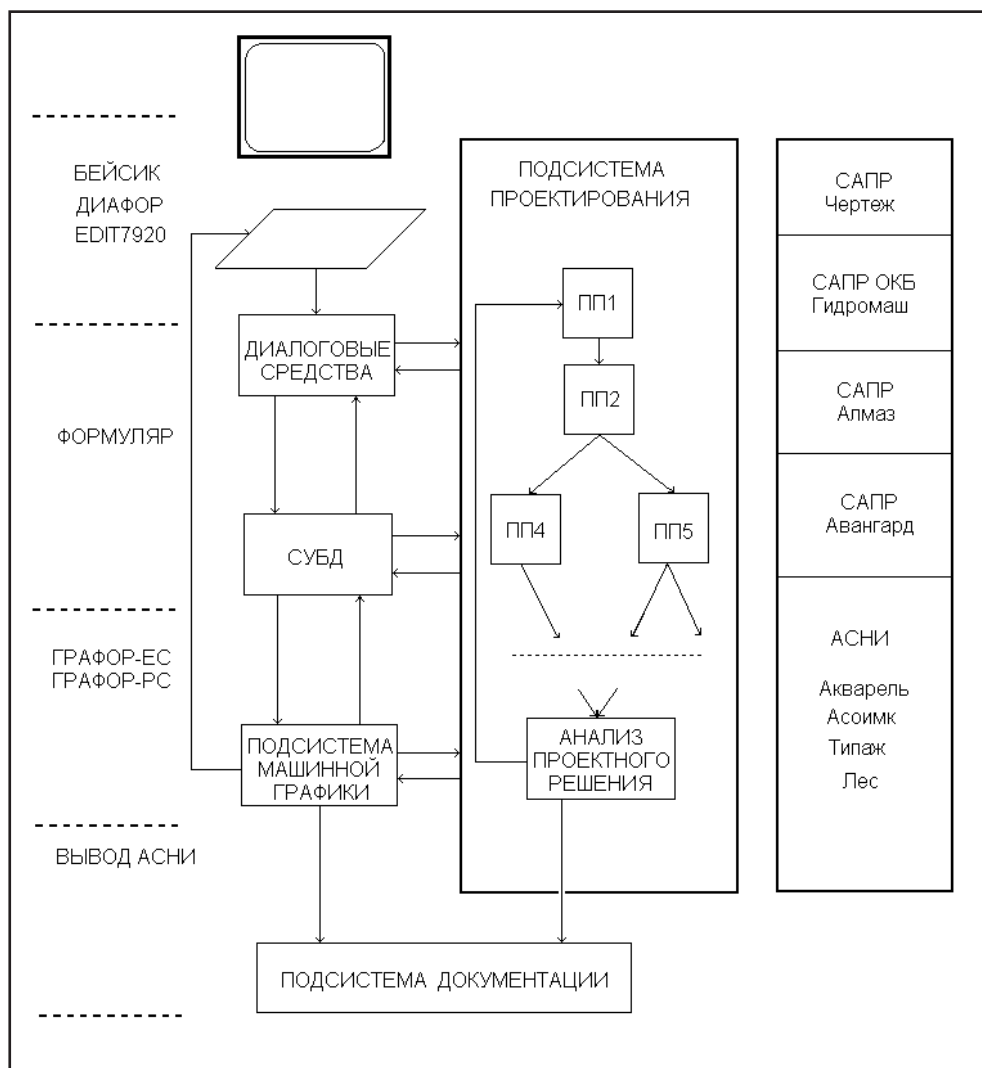 БЕЙСИК
ДИАФОР
EDIT7920
ФОРМУЛЯР
ГРАФОР-ЕС
ГРАФОР-PC
ВЫВОД АСНИ
ДИАЛОГОВЫЕ
СРЕДСТВА
СУБД
ПОДСИСТЕМА
МАШИННОЙ
ГРАФИКИ
ПОДСИСТЕМА ДОКУМЕНТАЦИИ
ПОДСИСТЕМА
ПРОЕКТИРОВАНИЯ
ПП1
ПП2
ПП4
ПП5
АНАЛИЗ
ПРОЕКТНОГО
РЕШЕНИЯ
САПР
Чертеж
САПР ОКБ
Гидромаш
САПР
Алмаз
САПР
Авангард
АСНИ
Акварель
Асоимк
Типаж
Лес